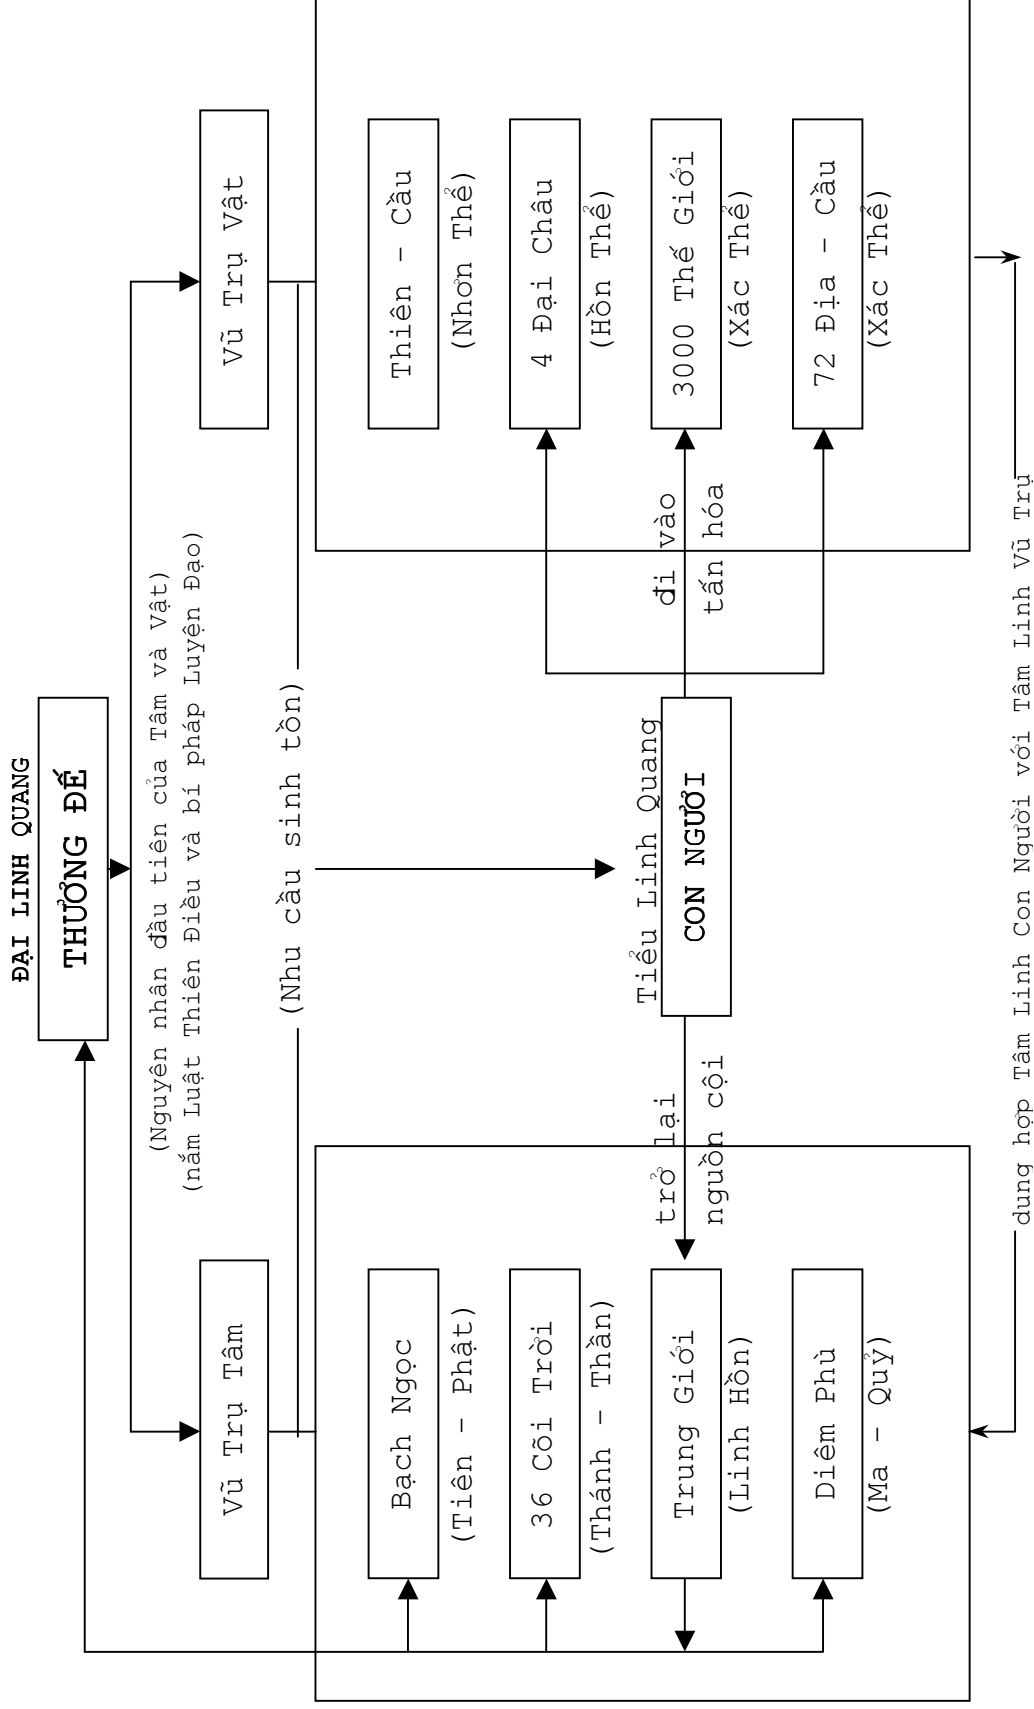 ĐẠI LINH QUANG
THƯỢNG ĐẾ
(Nguyên nhân đầu tiên của Tâm và Vật)
(nắm Luật Thiên Điều và bí pháp Luyện Đạo)
Vũ Trụ Tâm
Vũ Trụ Vật
(Nhu cầu sinh tồn)
Bạch Ngọc
(Tiên - Phật)
36 Cõi Trời
(Thánh - Thần)
Trung Giới
(Linh Hồn)
Diêm Phù
(Ma - Quỷ)
trở lại
nguồn cội
Tiểu Linh Quang
CON NGƯỜI
đi vào
tấn hóa
Thiên - Cầu
(Nhơn Thể)
4 Đại Châu
(Hồn Thể)
3000 Thế Giới
(Xác Thể)
72 Địa - Cầu
(Xác Thể)
dung hợp Tâm Linh Con Người với Tâm Linh Vũ Trụ